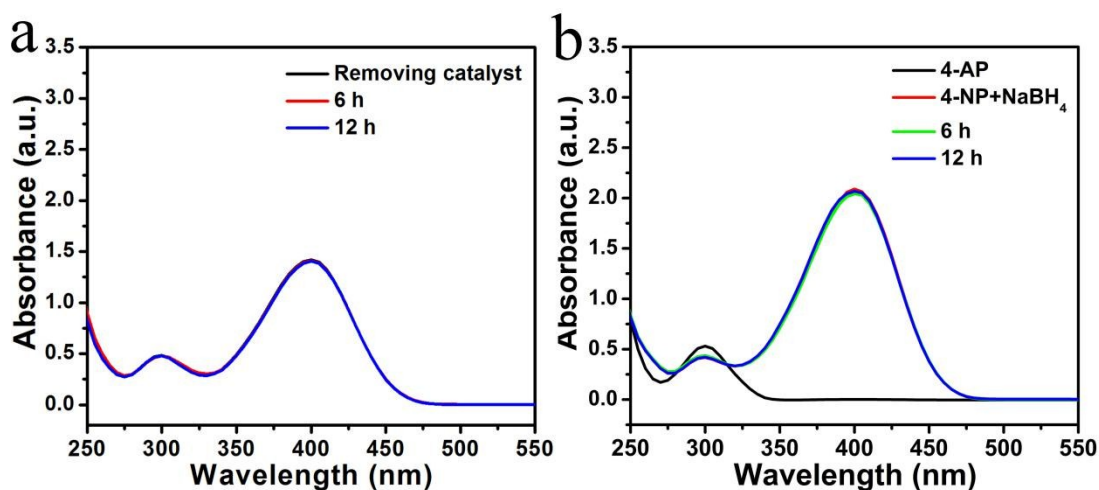 a
Removing catalyst
6 h
12 h
Absorbance (a.u.)
3.5
3.0
2.5
2.0
1.5
1.0
0.5
0.0
250 300 350 400 450 500 550
Wavelength (nm)
b
4-AP
4-NP+NaBH₄
6 h
12 h
Absorbance (a.u.)
3.5
3.0
2.5
2.0
1.5
1.0
0.5
0.0
250 300 350 400 450 500 550
Wavelength (nm)